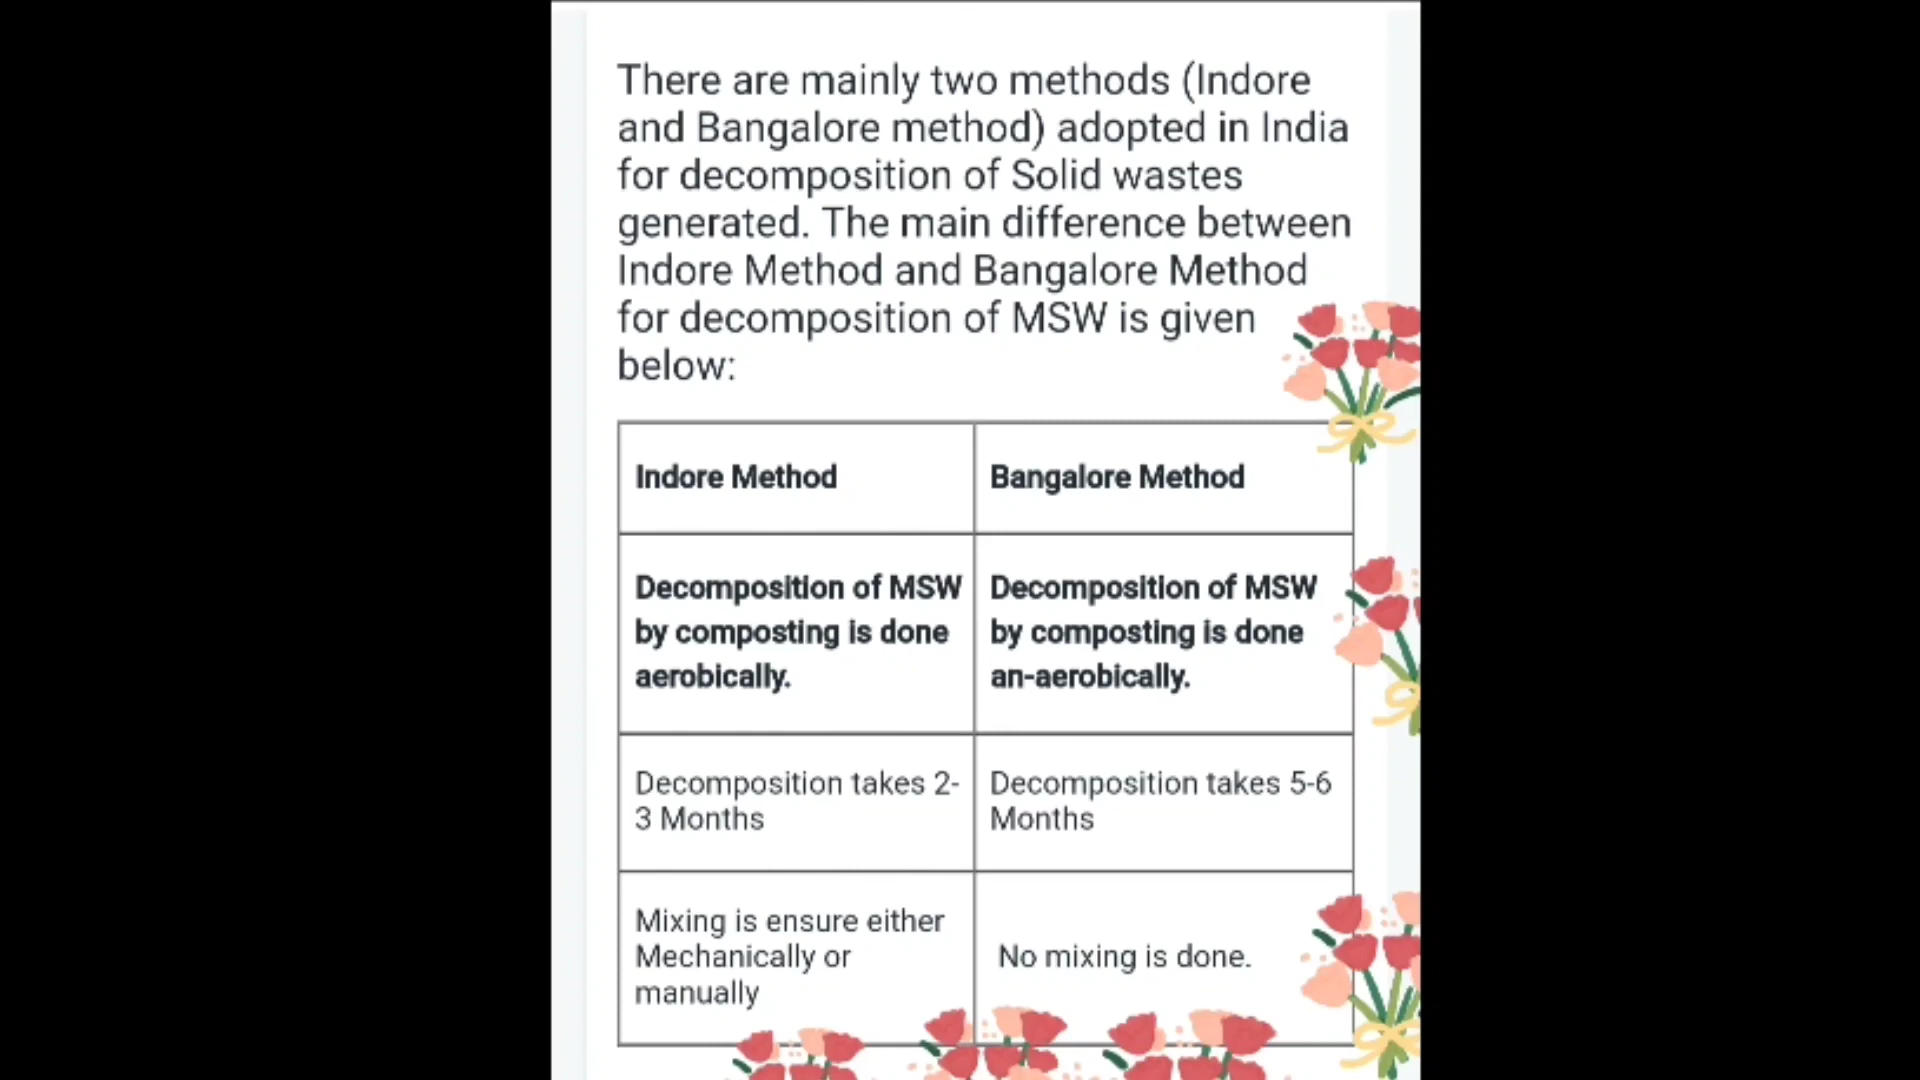 There are mainly two methods (Indore
and Bangalore method) adopted in India
for decomposition of Solid wastes
generated. The main difference between
Indore Method and Bangalore Method
for decomposition of MSW is given
below:
Indore Method
Bangalore Method
Decomposition of MSW
by composting is done
aerobically.
Decomposition of MSW
by composting is done
an-aerobically.
Decomposition takes 2-
3 Months
Decomposition takes 5-6
Months
Mixing is ensure either
Mechanically or
manually
No mixing is done.